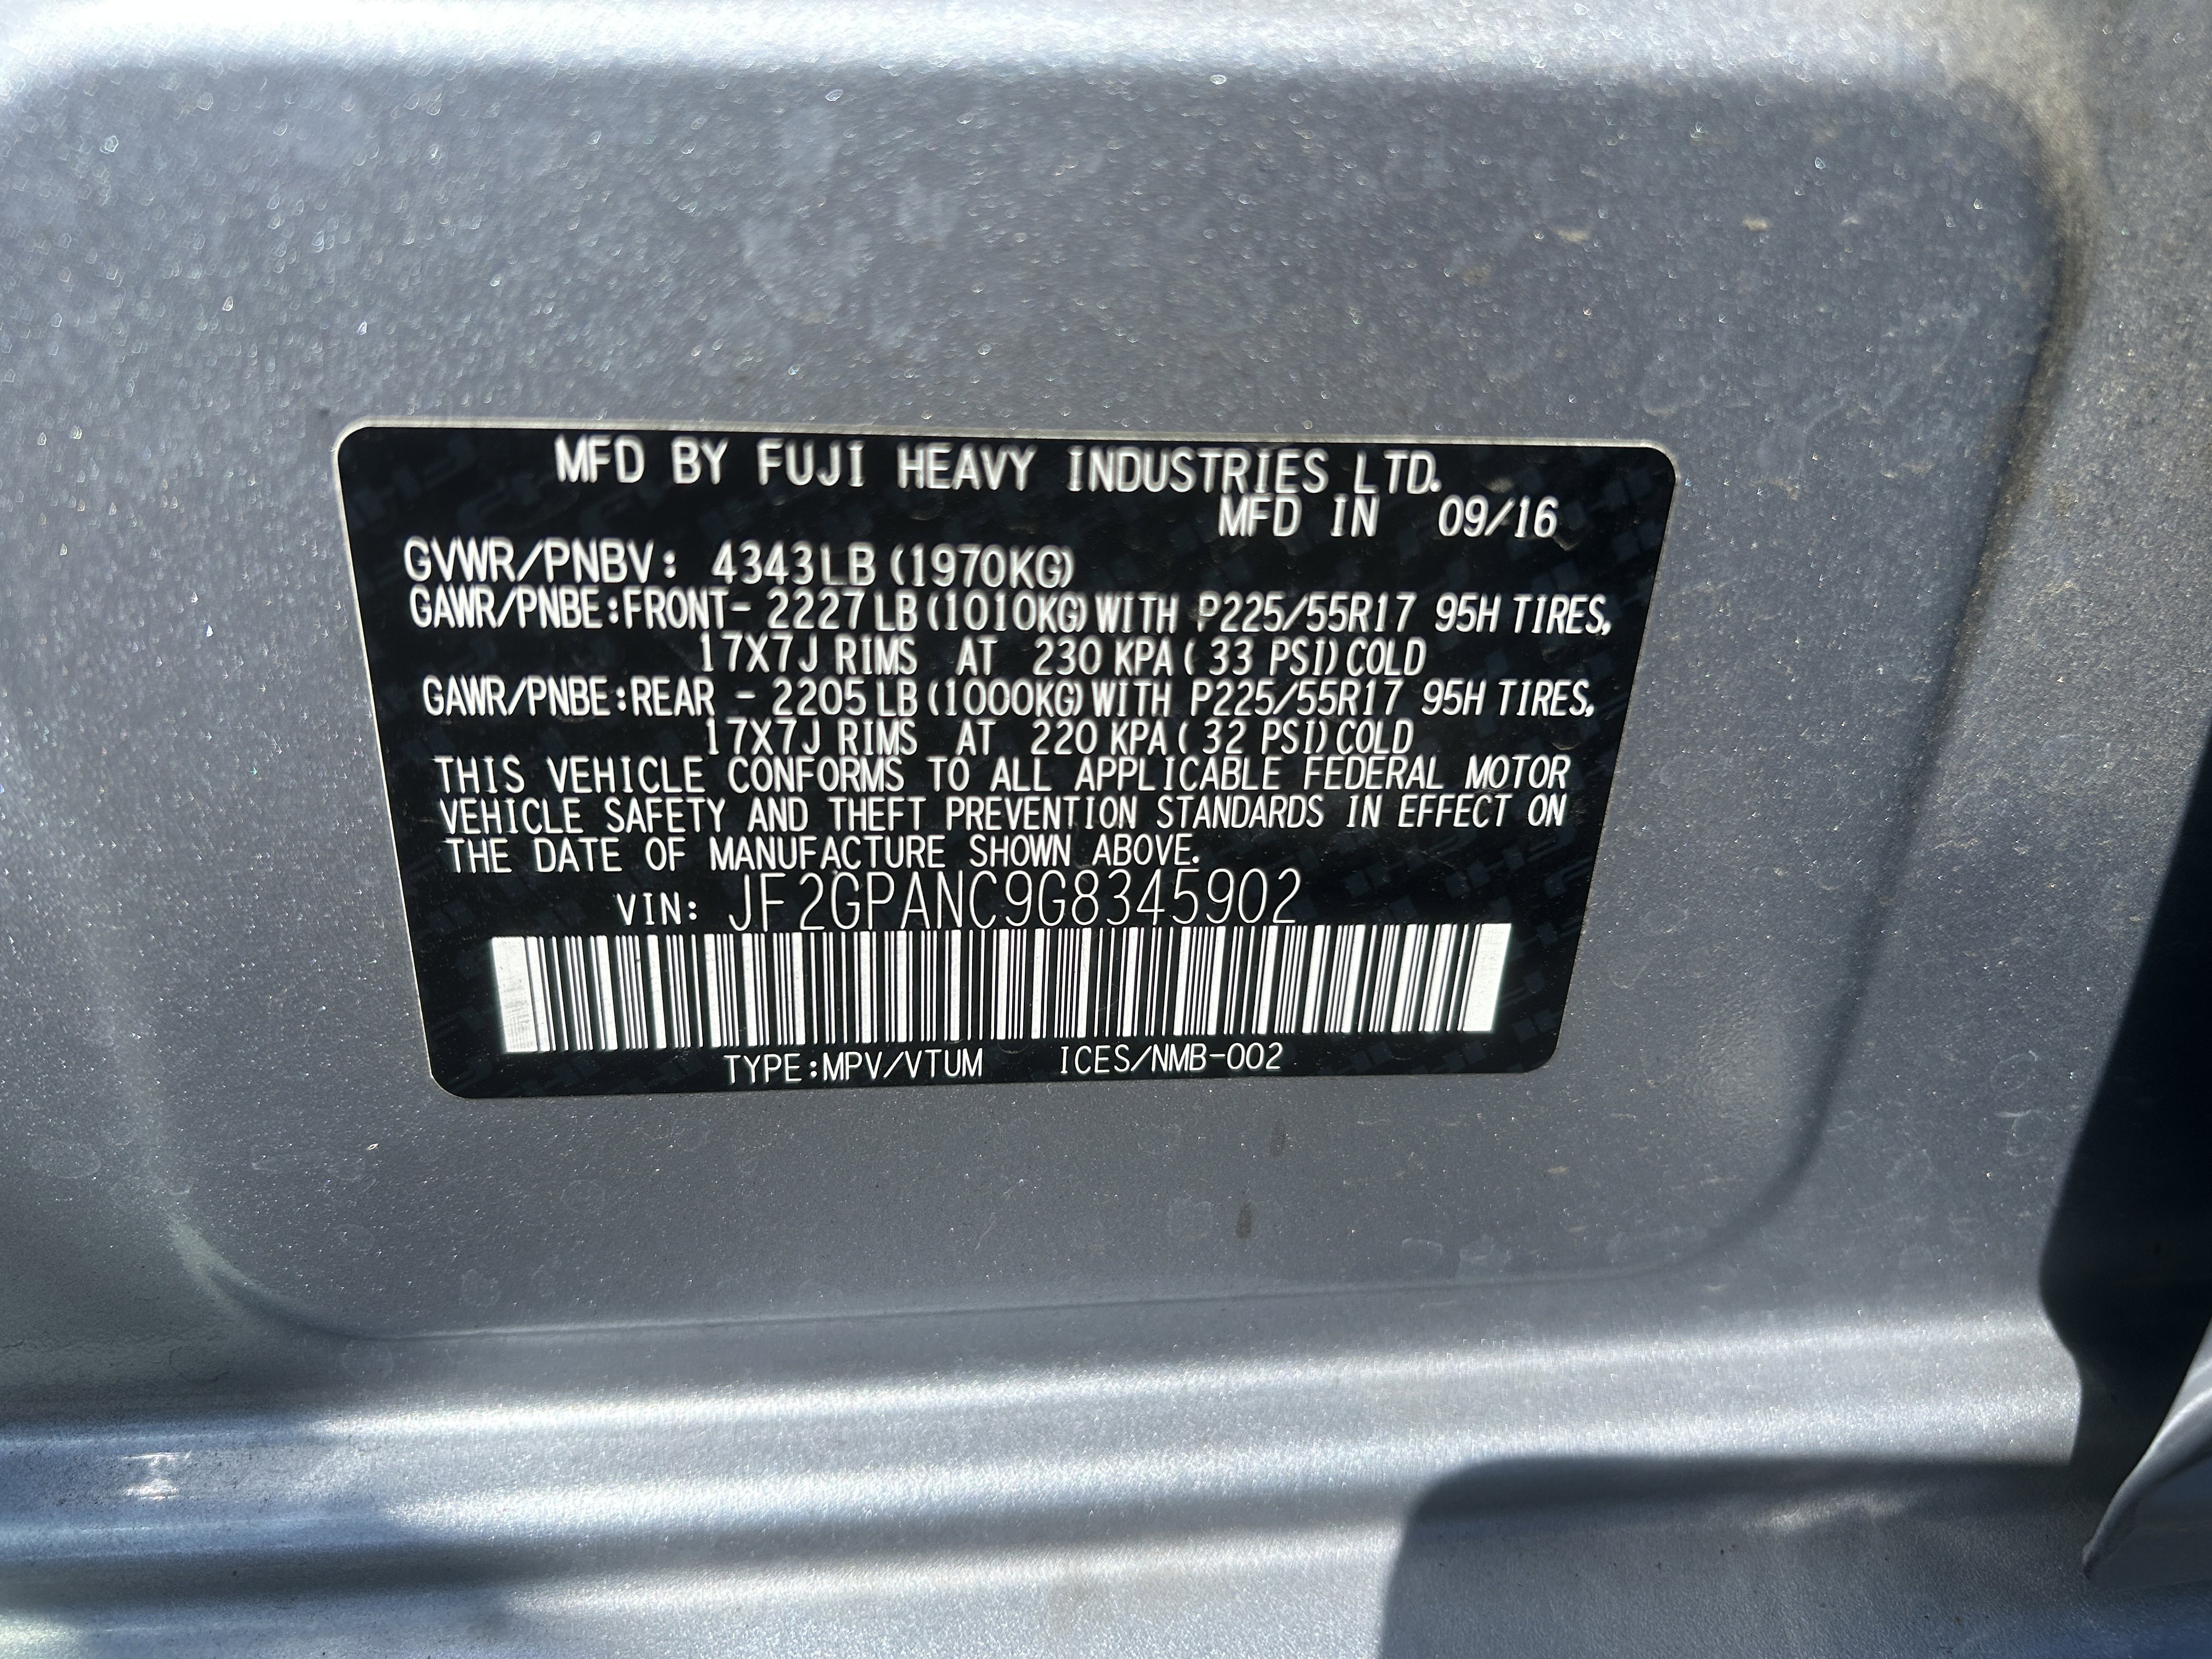 MFD BY FUJI HEAVY INDUSTRIES LTD.
MFD IN 09/16
GVWR/PNBV: 4343LB(1970KG)
GAWR/PNBE:FRONT- 2227LB(1010KG)WITH P225/55R17 95H TIRES,
17X7J RIMS AT 230 KPA( 33 PSI)COLD
GAWR/PNBE:REAR - 2205LB(1000KG)WITH P225/55R17 95H TIRES,
17X7J RIMS AT 220 KPA( 32 PSI)COLD
THIS VEHICLE CONFORMS TO ALL APPLICABLE FEDERAL MOTOR
VEHICLE SAFETY AND THEFT PREVENTION STANDARDS IN EFFECT ON
THE DATE OF MANUFACTURE SHOWN ABOVE.
VIN: JF2GPANC9G8345902
TYPE:MPV/VTUM ICES/NMB-002